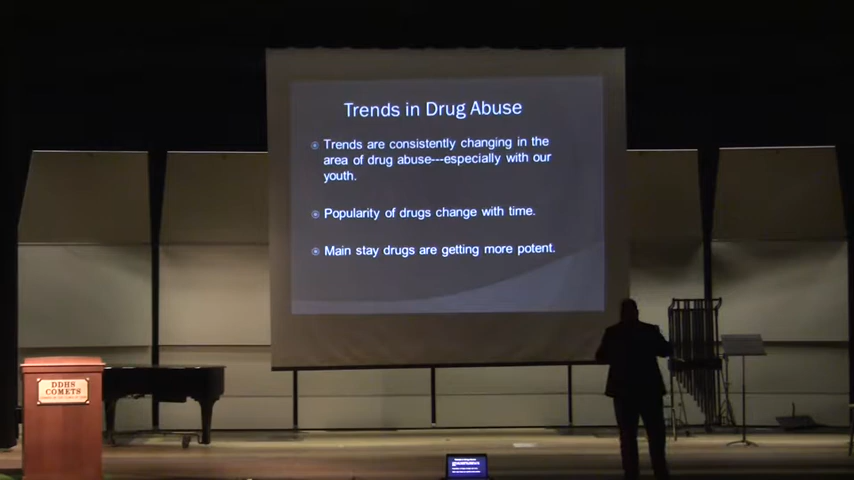 Trends in Drug Abuse
Trends are consistently changing in the
area of drug abuse---especially with our
youth.
Popularity of drugs change with time.
Main stay drugs are getting more potent.
DDHS
COMETS